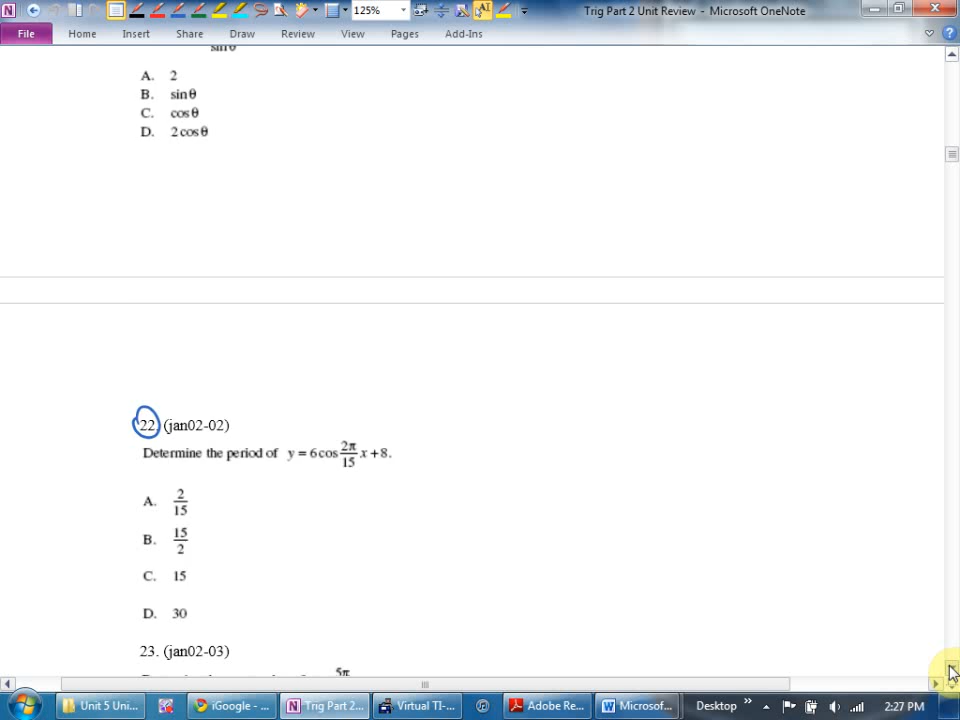 125%
Trig Part 2 Unit Review - Microsoft OneNote
File Home Insert Share Draw Review View Pages Add-Ins
sinθ
A. 2
B. sinθ
C. cosθ
D. 2cosθ
22. (jan02-02)
Determine the period of y = 6cos 2π/15 x + 8.
A. 2/15
B. 15/2
C. 15
D. 30
23. (jan02-03)
5π
Unit 5 Uni... iGoogle - ... Trig Part 2... Virtual TI-... Adobe Re... Microsof... Desktop » 2:27 PM